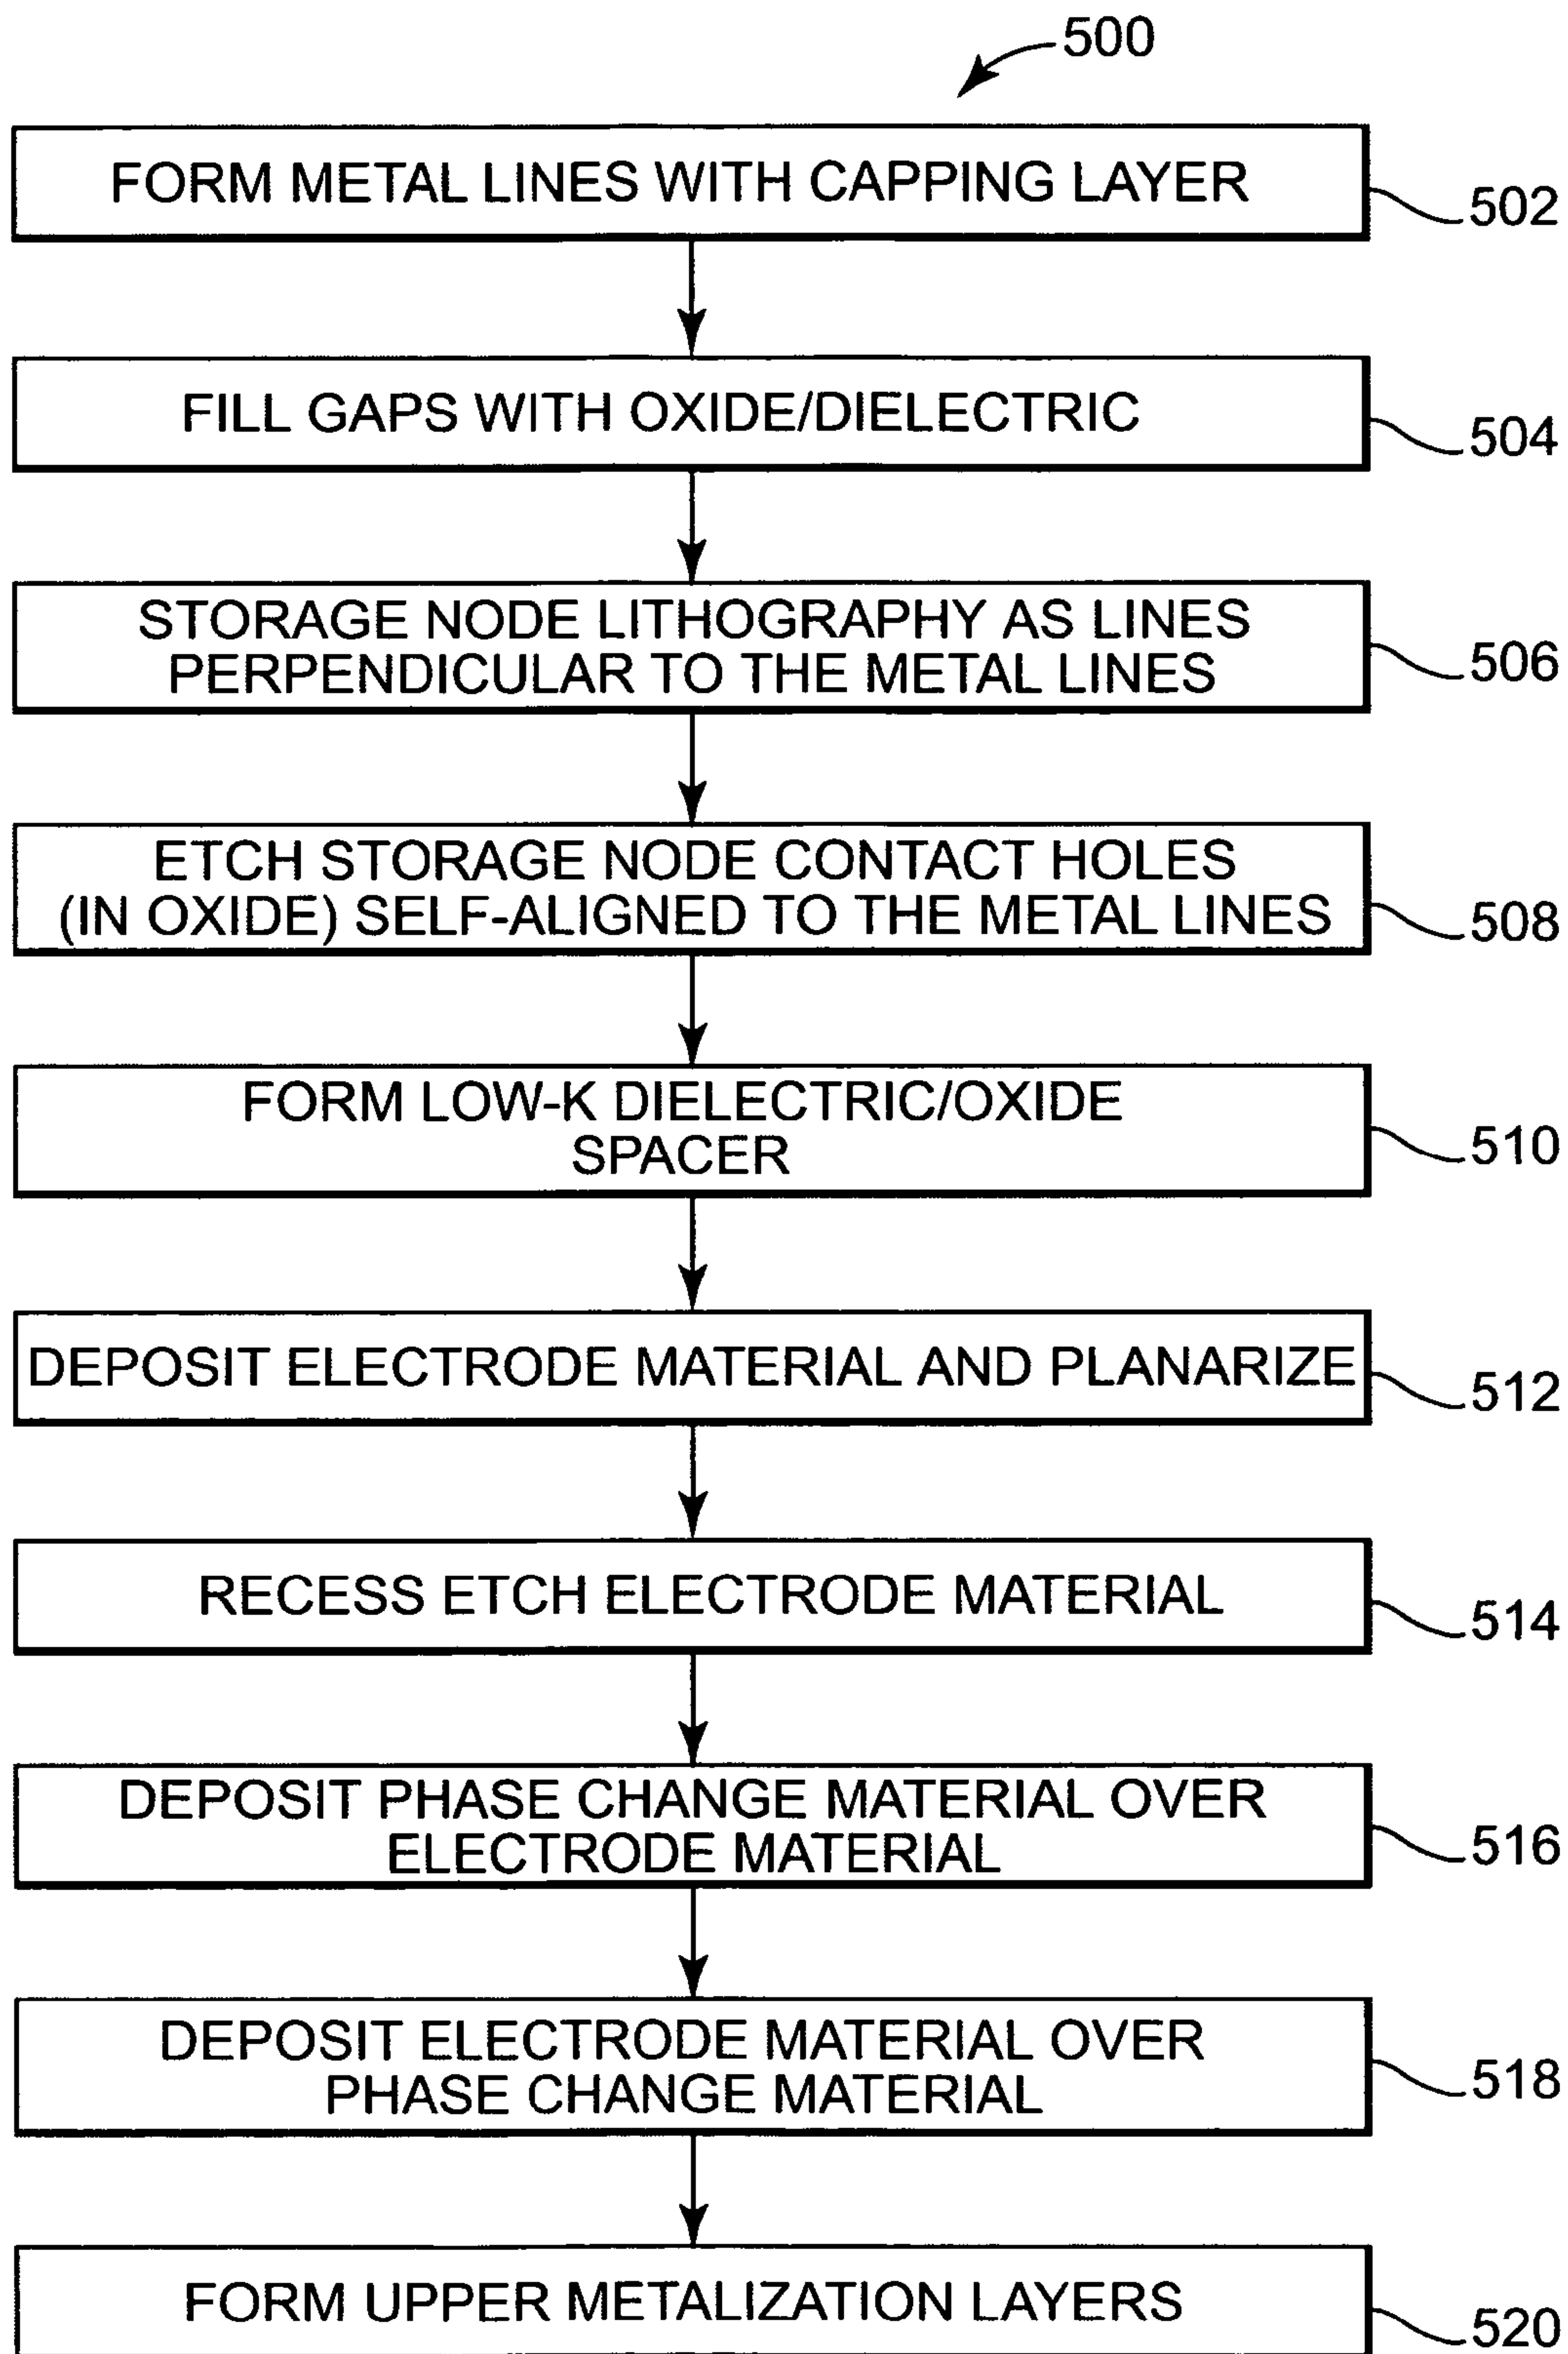 500
FORM METAL LINES WITH CAPPING LAYER
502
FILL GAPS WITH OXIDE/DIELECTRIC
504
STORAGE NODE LITHOGRAPHY AS LINES
PERPENDICULAR TO THE METAL LINES
506
ETCH STORAGE NODE CONTACT HOLES
(IN OXIDE) SELF-ALIGNED TO THE METAL LINES
508
FORM LOW-K DIELECTRIC/OXIDE
SPACER
510
DEPOSIT ELECTRODE MATERIAL AND PLANARIZE
512
RECESS ETCH ELECTRODE MATERIAL
514
DEPOSIT PHASE CHANGE MATERIAL OVER
ELECTRODE MATERIAL
516
DEPOSIT ELECTRODE MATERIAL OVER
PHASE CHANGE MATERIAL
518
FORM UPPER METALIZATION LAYERS
520